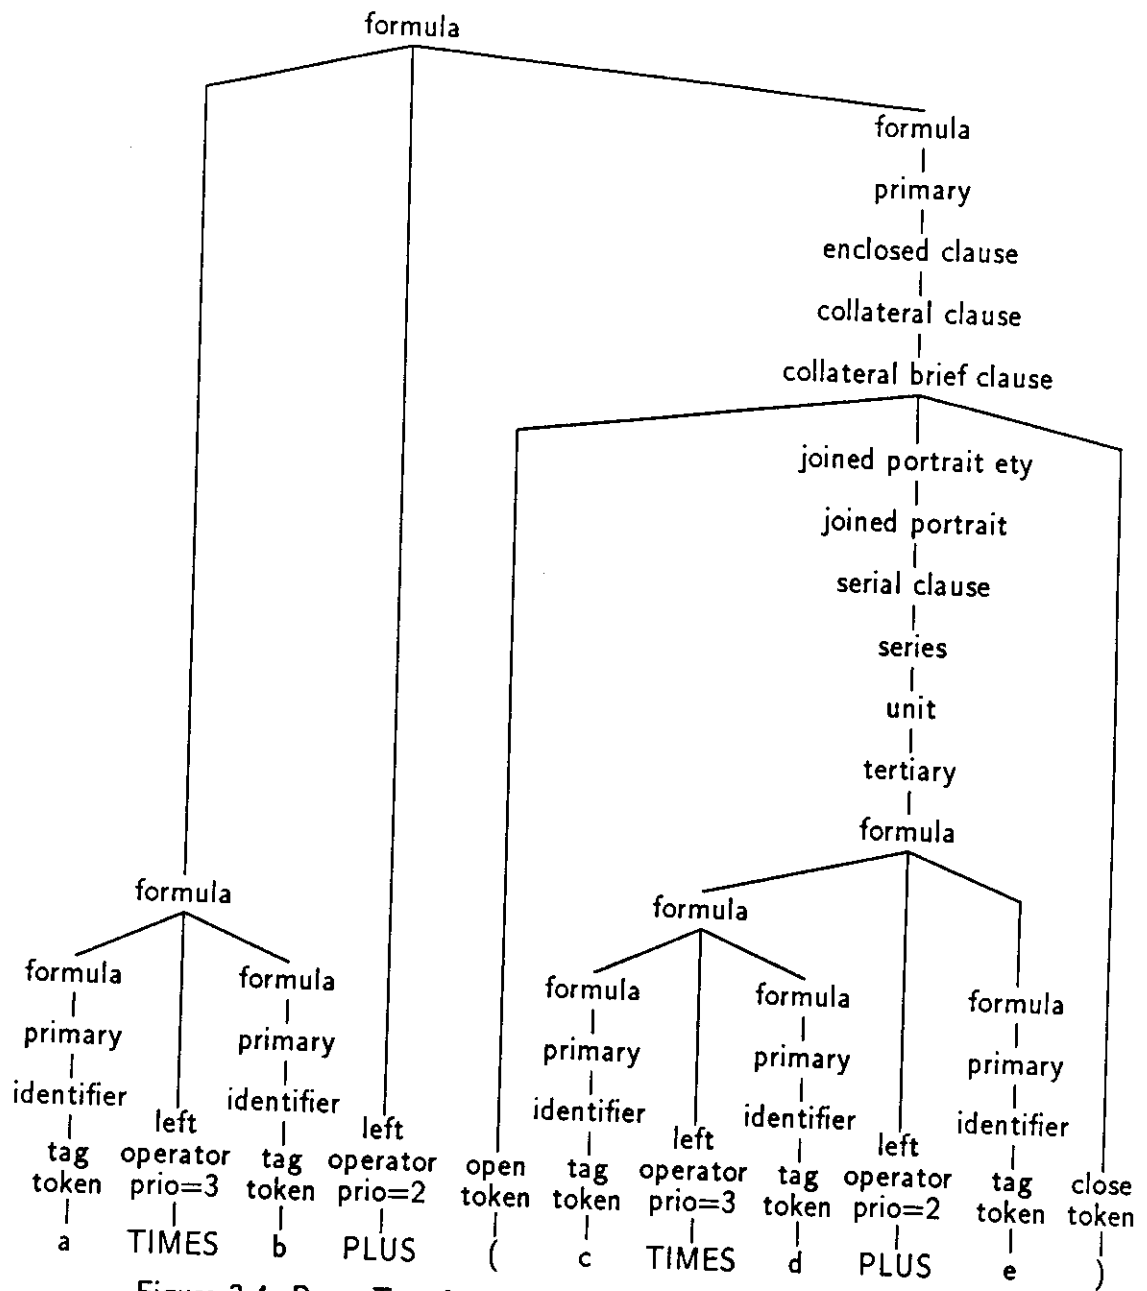 formula
formula
primary
enclosed clause
collateral clause
collateral brief clause
joined portrait ety
joined portrait
serial clause
series
unit
tertiary
formula
formula
formula
formula formula formula formula formula
primary primary primary primary primary
identifier identifier identifier identifier identifier
left left left left
tag operator tag operator open tag operator tag operator tag close
token prio=3 token prio=2 token token prio=3 token prio=2 token token
a TIMES b PLUS ( c TIMES d PLUS e )